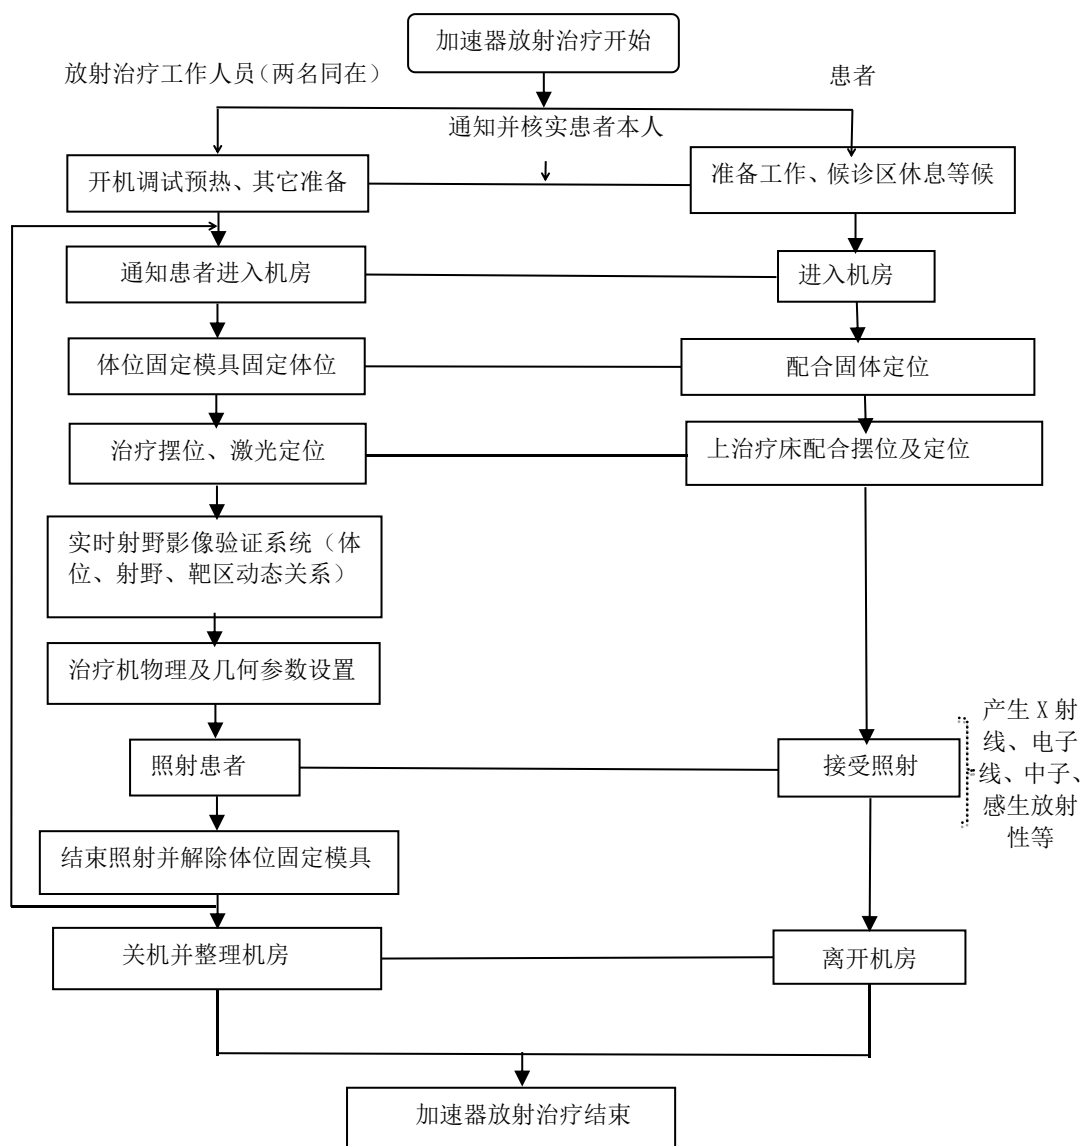 加速器放射治疗开始
放射治疗工作人员（两名同在）
患者
通知并核实患者本人
开机调试预热、其它准备
准备工作、候诊区休息等候
通知患者进入机房
进入机房
体位固定模具固定体位
配合固体定位
治疗摆位、激光定位
上治疗床配合摆位及定位
实时射野影像验证系统（体
位、射野、靶区动态关系）
治疗机物理及几何参数设置
照射患者
接受照射
产生 X 射
线、电子
线、中子、
感生放射
性等
结束照射并解除体位固定模具
关机并整理机房
离开机房
加速器放射治疗结束